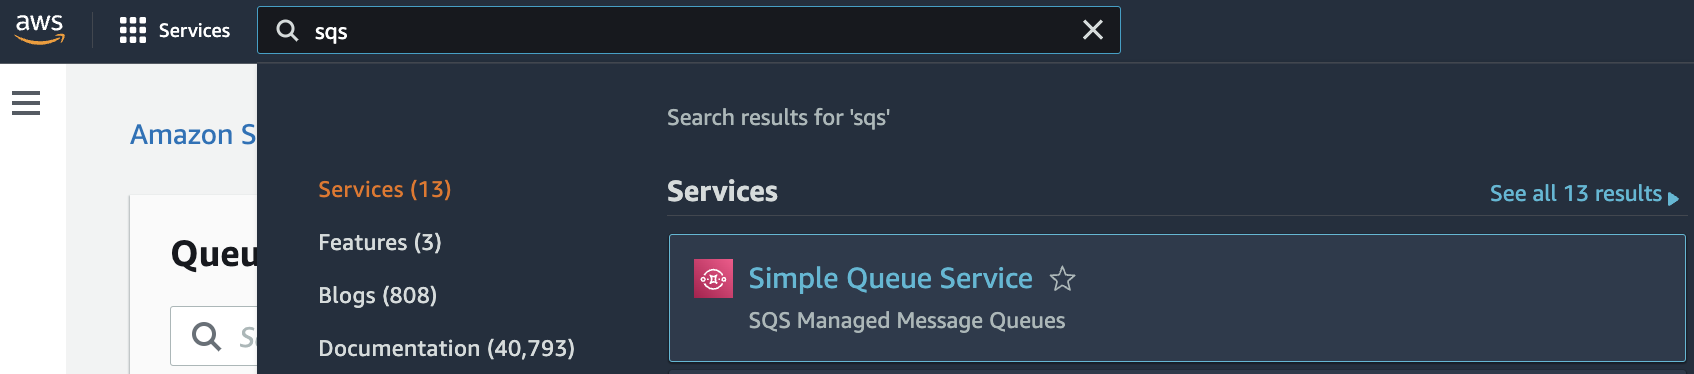 aws
Services
sqs
Search results for 'sqs'
Amazon S
Services (13)
Features (3)
Blogs (808)
Documentation (40,793)
Queu
Services
See all 13 results
Simple Queue Service
SQS Managed Message Queues